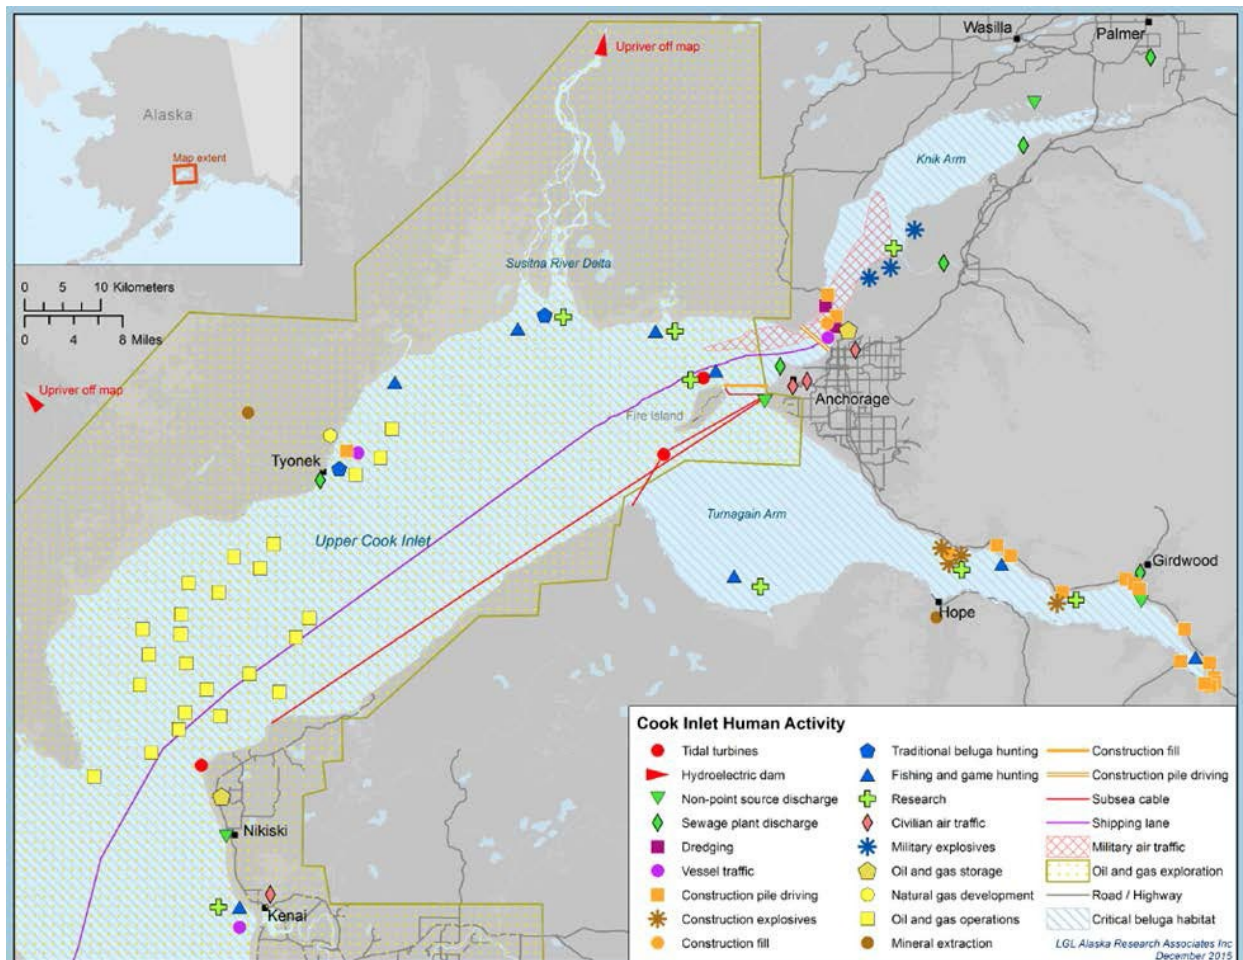 Alaska
Map extent
Upriver off map
Wasilla
Palmer
Knik Arm
Susitna River Delta
0 5 10 Kilometers
0 4 8 Miles
Upriver off map
Fire Island
Anchorage
Tyonek
Upper Cook Inlet
Turnagain Arm
Girdwood
Hope
Nikiski
Kenai
Cook Inlet Human Activity
Tidal turbines
Hydroelectric dam
Non-point source discharge
Sewage plant discharge
Dredging
Vessel traffic
Construction pile driving
Construction explosives
Construction fill
Traditional beluga hunting
Fishing and game hunting
Research
Civilian air traffic
Military explosives
Oil and gas storage
Natural gas development
Oil and gas operations
Mineral extraction
Construction fill
Construction pile driving
Subsea cable
Shipping lane
Military air traffic
Oil and gas exploration
Road / Highway
Critical beluga habitat
LGL Alaska Research Associates Inc
December 2015